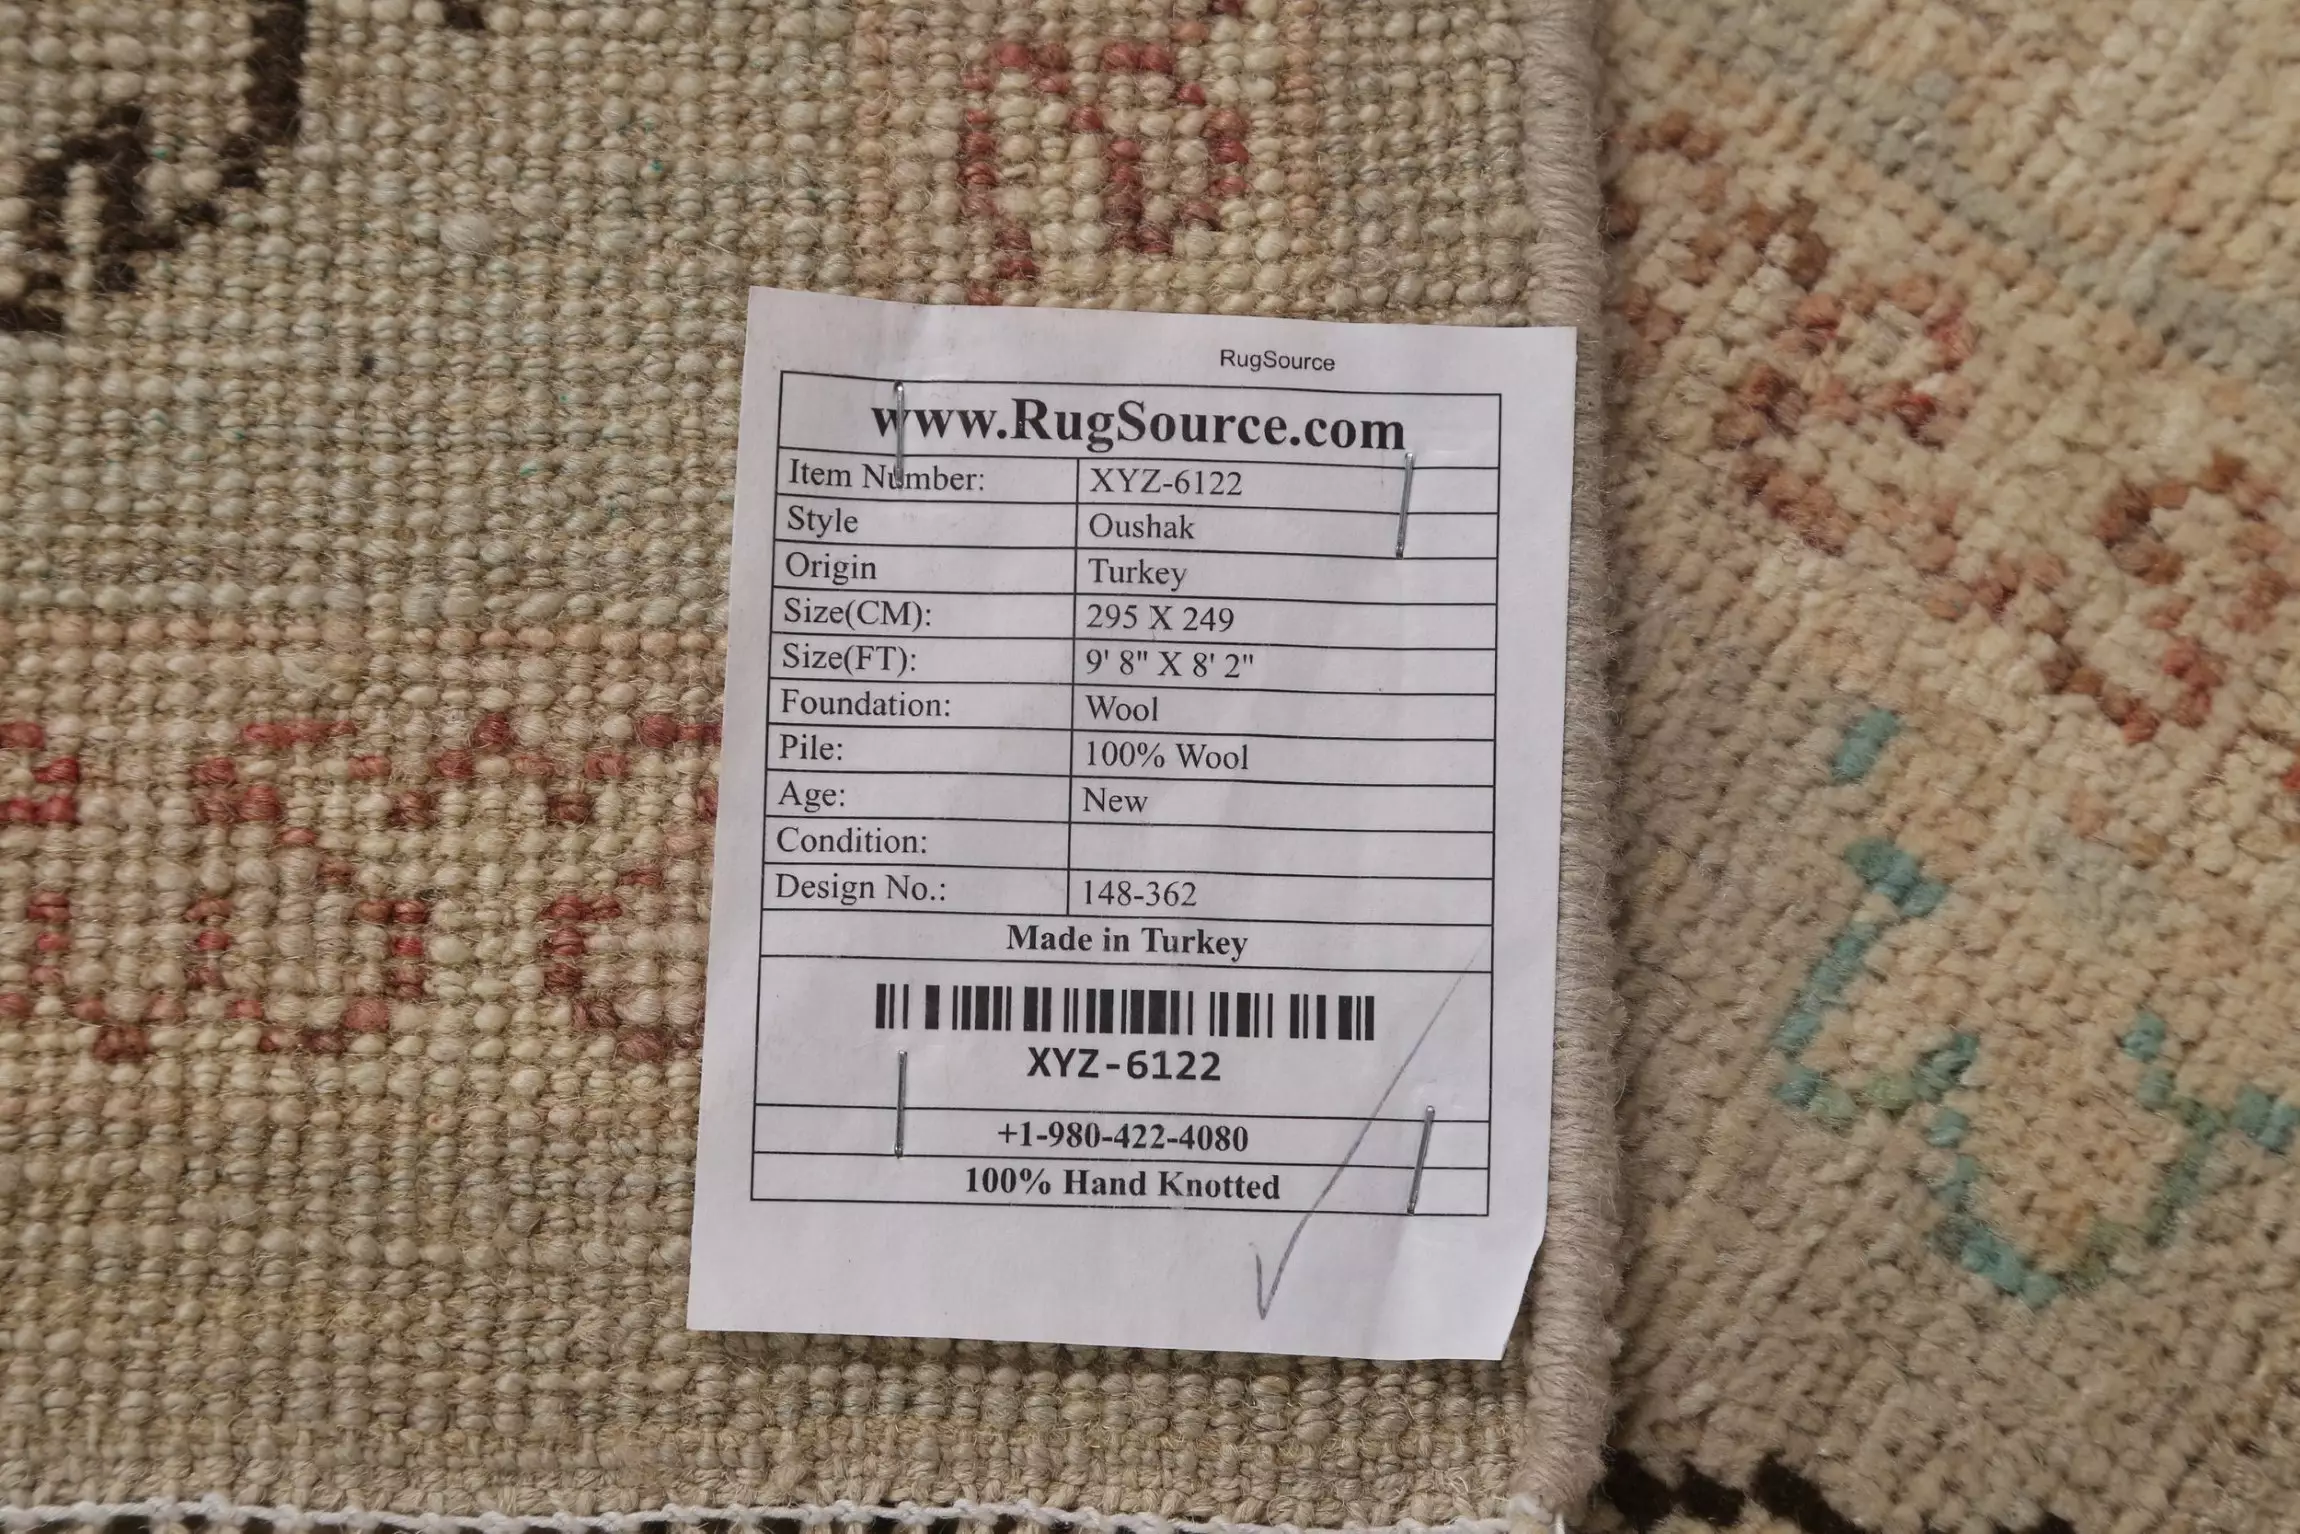 RugSource
www.RugSource.com
Item Number: XYZ-6122
Style Oushak
Origin Turkey
Size(CM): 295 X 249
Size(FT): 9' 8" X 8' 2"
Foundation: Wool
Pile: 100% Wool
Age: New
Condition:
Design No.: 148-362
Made in Turkey
XYZ-6122
+1-980-422-4080
100% Hand Knotted